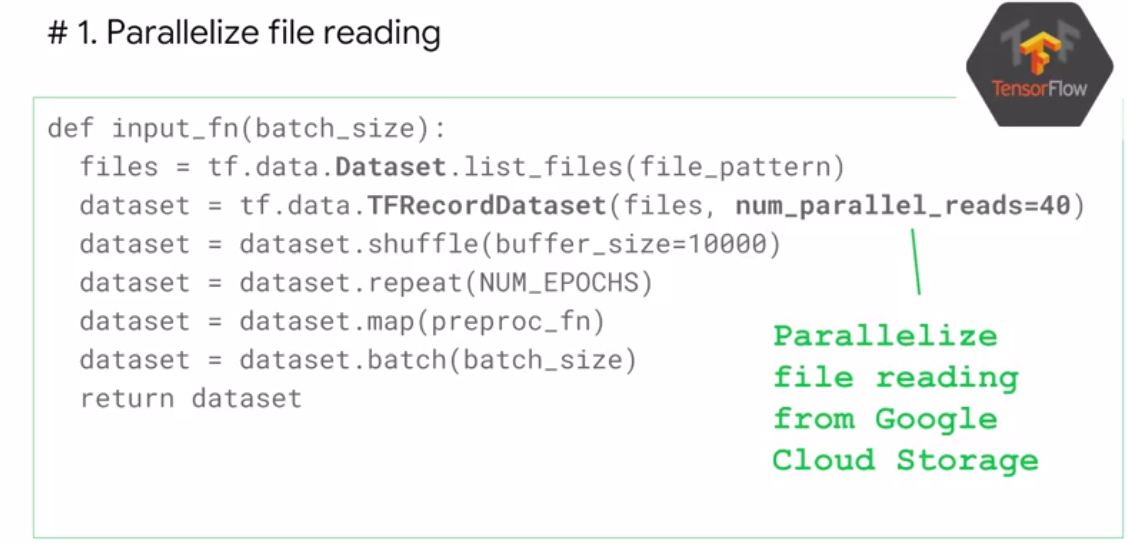 # 1. Parallelize file reading
TensorFlow
def input_fn(batch_size):
  files = tf.data.Dataset.list_files(file_pattern)
  dataset = tf.data.TFRecordDataset(files, num_parallel_reads=40)
  dataset = dataset.shuffle(buffer_size=10000)
  dataset = dataset.repeat(NUM_EPOCHS)
  dataset = dataset.map(preproc_fn)
  dataset = dataset.batch(batch_size)
  return dataset
Parallelize
file reading
from Google
Cloud Storage